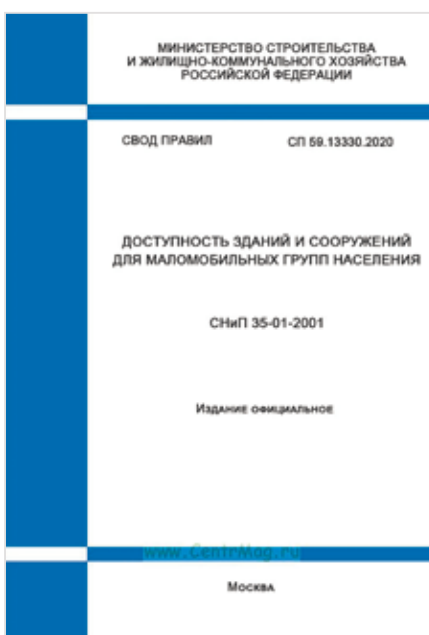 МИНИСТЕРСТВО СТРОИТЕЛЬСТВА
И ЖИЛИЩНО-КОММУНАЛЬНОГО ХОЗЯЙСТВА
РОССИЙСКОЙ ФЕДЕРАЦИИ
СВОД ПРАВИЛ СП 59.13330.2020
ДОСТУПНОСТЬ ЗДАНИЙ И СООРУЖЕНИЙ
ДЛЯ МАЛОМОБИЛЬНЫХ ГРУПП НАСЕЛЕНИЯ
СНиП 35-01-2001
Издание официальное
www.CentrMag.ru
Москва